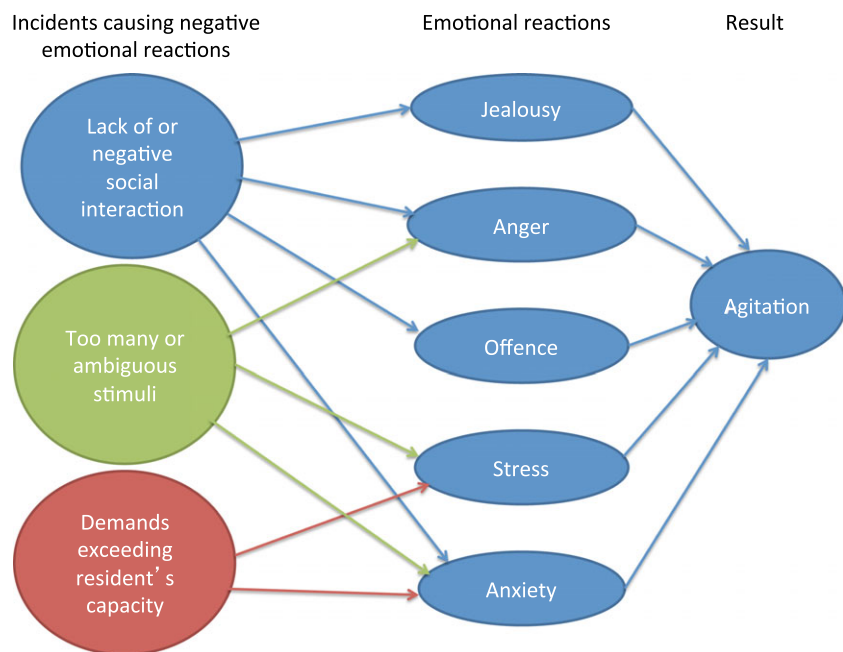 Incidents causing negative
emotional reactions
Emotional reactions
Result
Lack of or
negative
social
interaction
Too many or
ambiguous
stimuli
Demands
exceeding
resident’s
capacity
Jealousy
Anger
Offence
Stress
Anxiety
Agitation